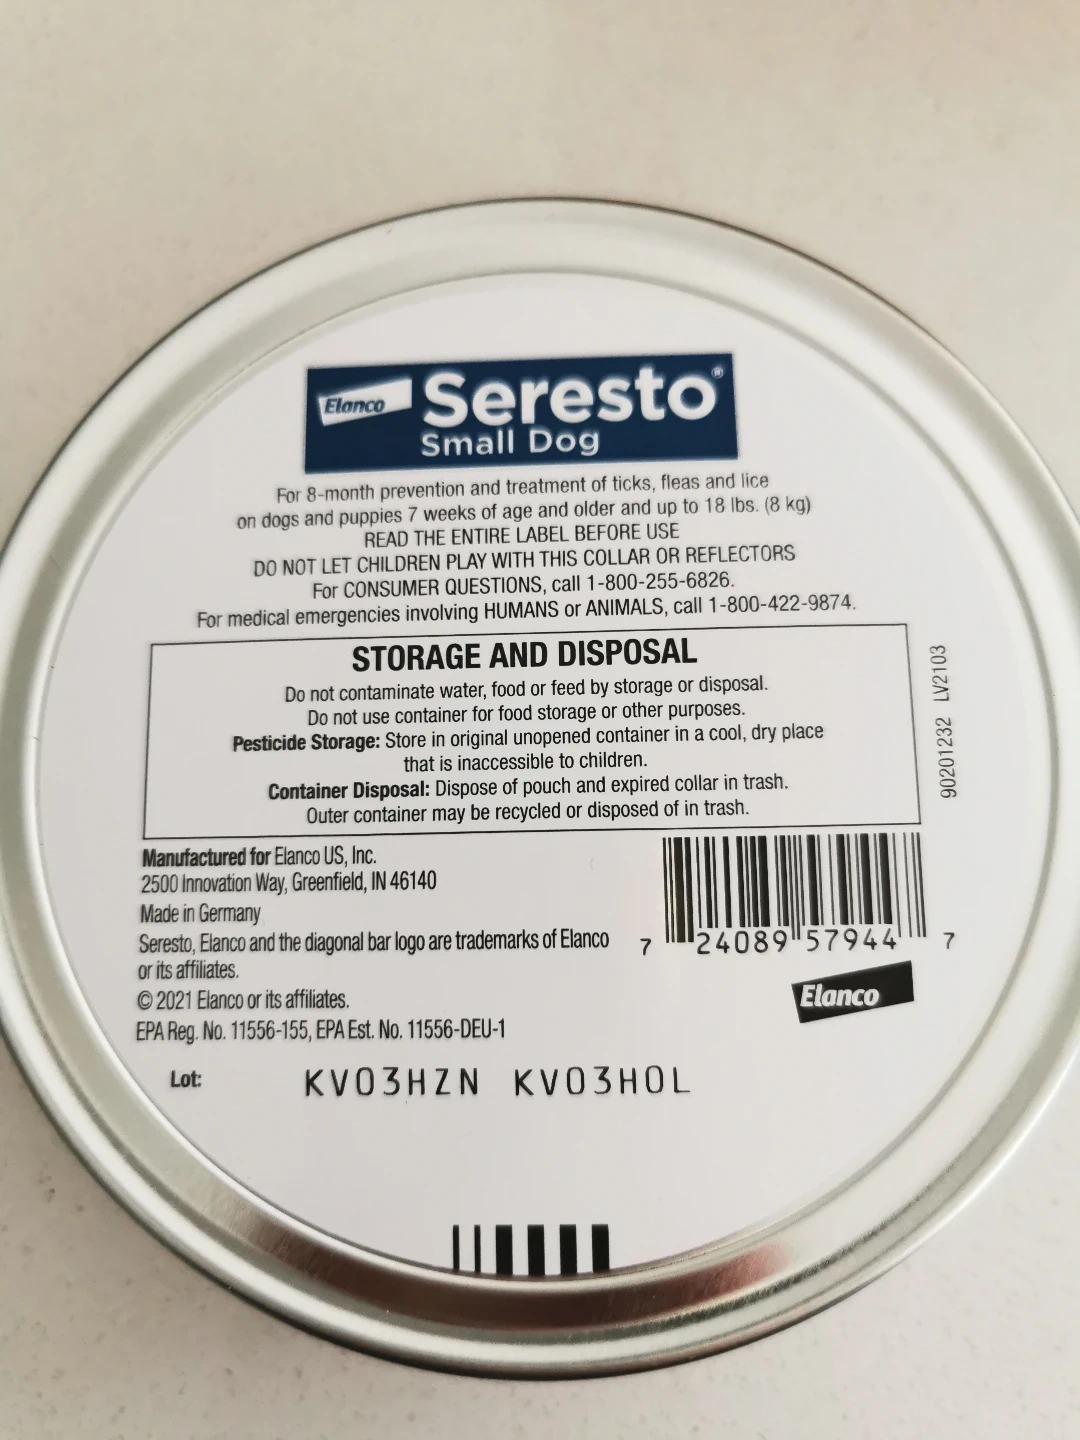 Elanco Seresto®
Small Dog
For 8-month prevention and treatment of ticks, fleas and lice
on dogs and puppies 7 weeks of age and older and up to 18 lbs. (8 kg)
READ THE ENTIRE LABEL BEFORE USE
DO NOT LET CHILDREN PLAY WITH THIS COLLAR OR REFLECTORS
For CONSUMER QUESTIONS, call 1-800-255-6826.
For medical emergencies involving HUMANS or ANIMALS, call 1-800-422-9874.
STORAGE AND DISPOSAL
Do not contaminate water, food or feed by storage or disposal.
Do not use container for food storage or other purposes.
Pesticide Storage: Store in original unopened container in a cool, dry place
that is inaccessible to children.
Container Disposal: Dispose of pouch and expired collar in trash.
Outer container may be recycled or disposed of in trash.
90201232 LV2103
Manufactured for Elanco US, Inc.
2500 Innovation Way, Greenfield, IN 46140
Made in Germany
Seresto, Elanco and the diagonal bar logo are trademarks of Elanco
or its affiliates.
© 2021 Elanco or its affiliates.
EPA Reg. No. 11556-155, EPA Est. No. 11556-DEU-1
7 24089 57944 7
Elanco
Lot: KV03HZN KV03H0L